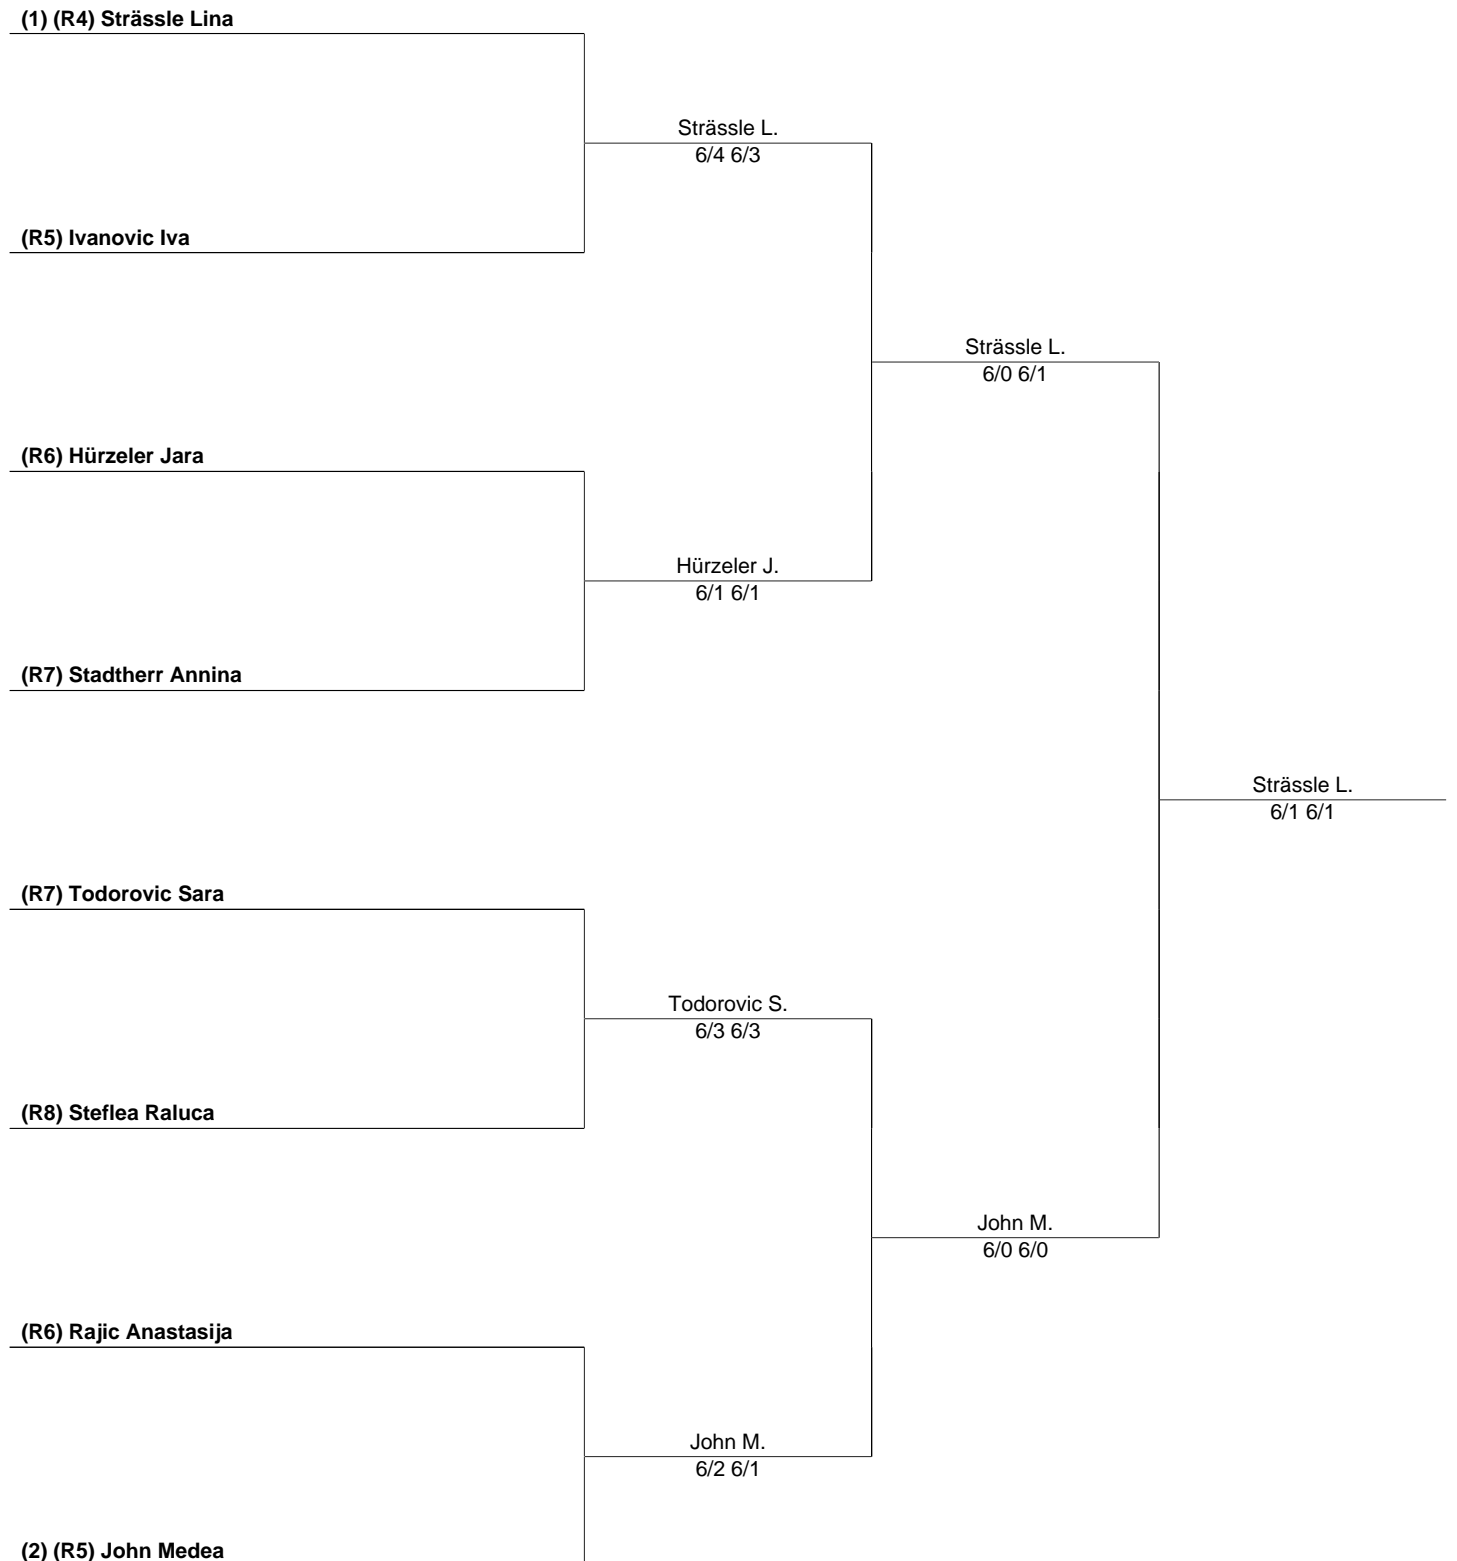 (1) (R4) Strässle Lina
Strässle L.
6/4 6/3
(R5) Ivanovic Iva
Strässle L.
6/0 6/1
(R6) Hürzeler Jara
Hürzeler J.
6/1 6/1
(R7) Stadtherr Annina
Strässle L.
6/1 6/1
(R7) Todorovic Sara
Todorovic S.
6/3 6/3
(R8) Steflea Raluca
John M.
6/0 6/0
(R6) Rajic Anastasija
John M.
6/2 6/1
(2) (R5) John Medea